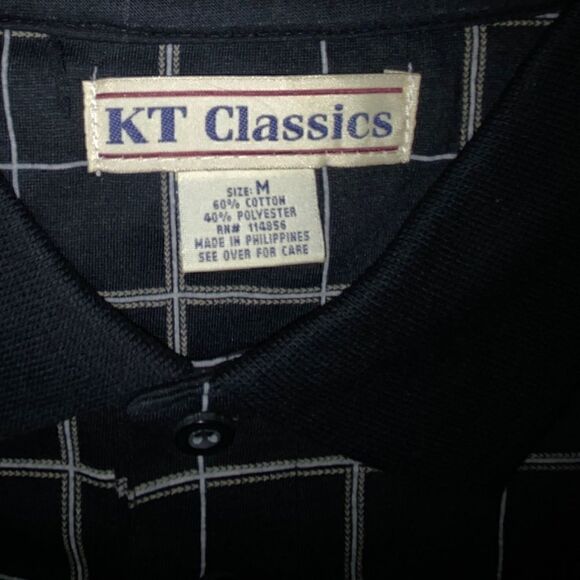 KT Classics
SIZE: M
60% COTTON
40% POLYESTER
RN# 114856
MADE IN PHILIPPINES
SEE OVER FOR CARE